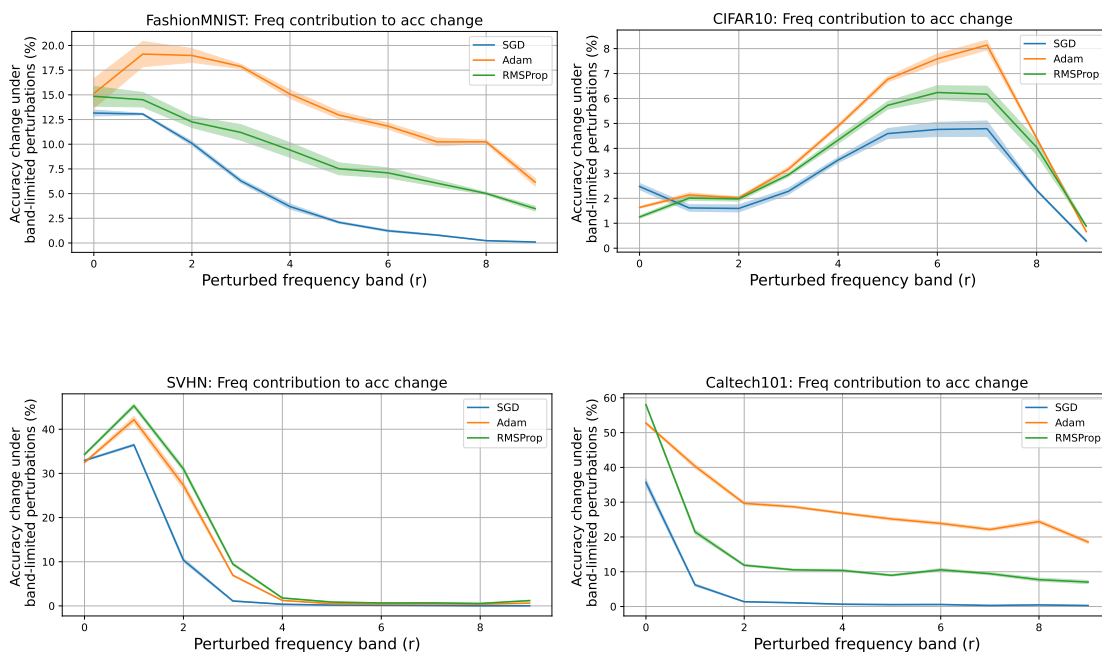 FashionMNIST: Freq contribution to acc change
Accuracy change under
band-limited perturbations (%)
20.0
17.5
15.0
12.5
10.0
7.5
5.0
2.5
0.0
SGD
Adam
RMSProp
0 2 4 6 8
Perturbed frequency band (r)
CIFAR10: Freq contribution to acc change
Accuracy change under
band-limited perturbations (%)
8
7
6
5
4
3
2
1
0
SGD
Adam
RMSProp
0 2 4 6 8
Perturbed frequency band (r)
SVHN: Freq contribution to acc change
Accuracy change under
band-limited perturbations (%)
40
30
20
10
0
SGD
Adam
RMSProp
0 2 4 6 8
Perturbed frequency band (r)
Caltech101: Freq contribution to acc change
Accuracy change under
band-limited perturbations (%)
60
50
40
30
20
10
0
SGD
Adam
RMSProp
0 2 4 6 8
Perturbed frequency band (r)